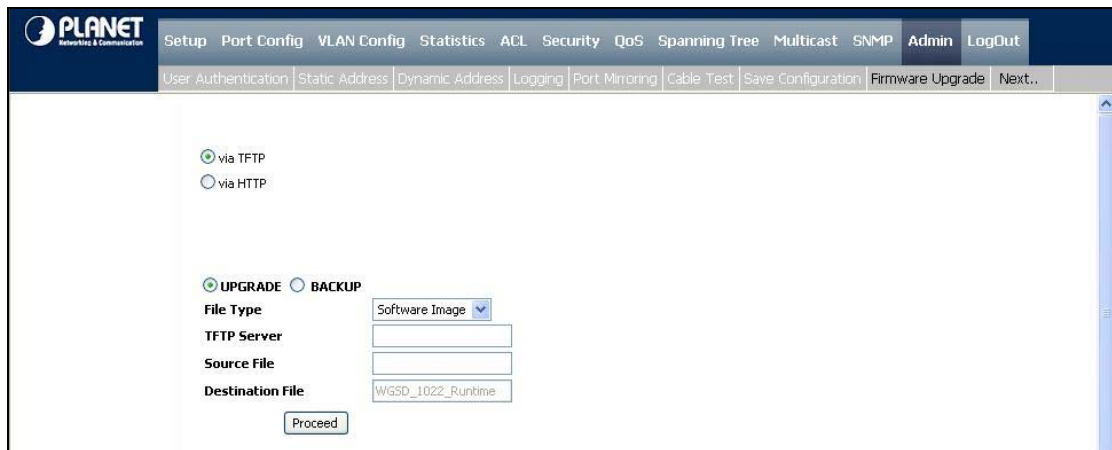 PLANET
Networking & Communication
Setup Port Config VLAN Config Statistics ACL Security QoS Spanning Tree Multicast SNMP Admin LogOut
User Authentication Static Address Dynamic Address Logging Port Mirroring Cable Test Save Configuration Firmware Upgrade Next..
via TFTP
via HTTP
UPGRADE BACKUP
File Type Software Image
TFTP Server
Source File
Destination File WGSD_1022_Runtime
Proceed